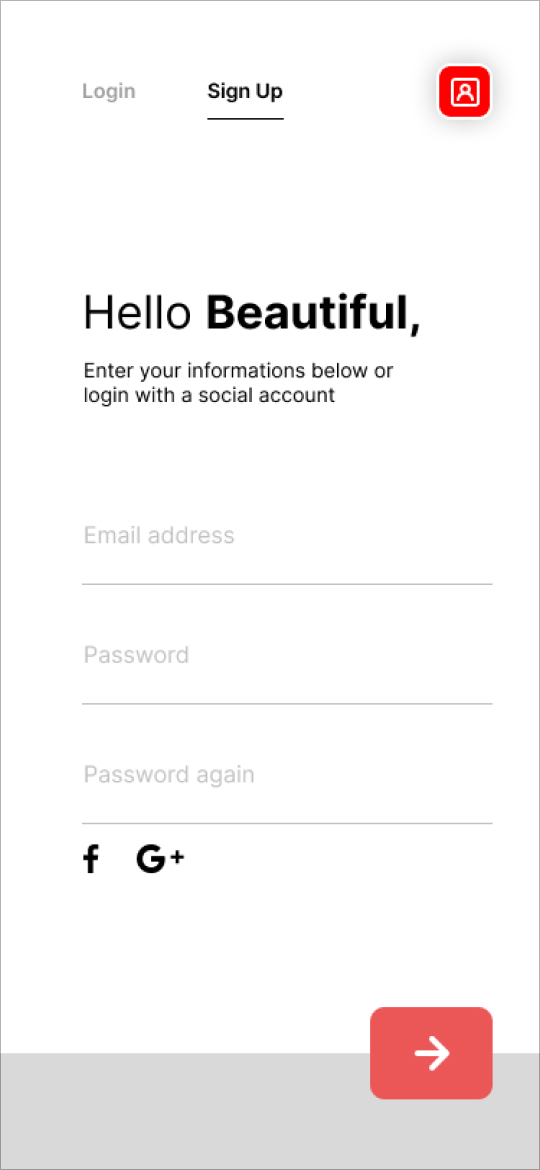 Login
Sign Up
Hello Beautiful,
Enter your informations below or
login with a social account
Email address
Password
Password again
f
G+